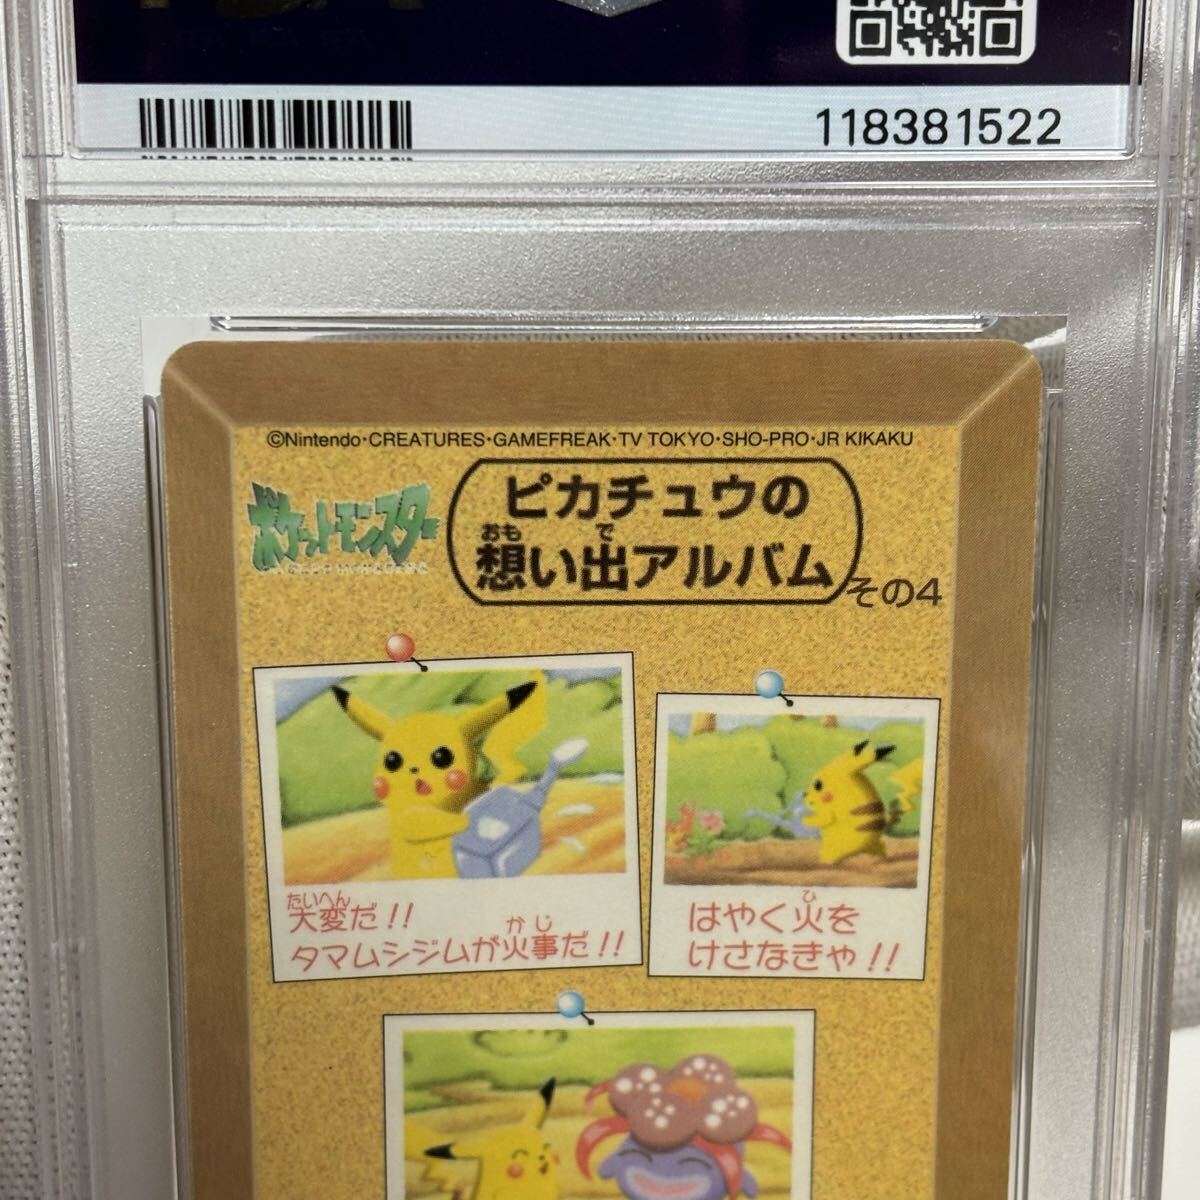 118381522
©Nintendo・CREATURES・GAMEFREAK・TV TOKYO・SHO-PRO・JR KIKAKU
ポケットモンスター
ピカチュウの
おも で
想い出アルバム
その4
たいへん
大変だ!!
かじ
タマムシジムが火事だ!!
ひ
はやく火を
けさなきゃ!!